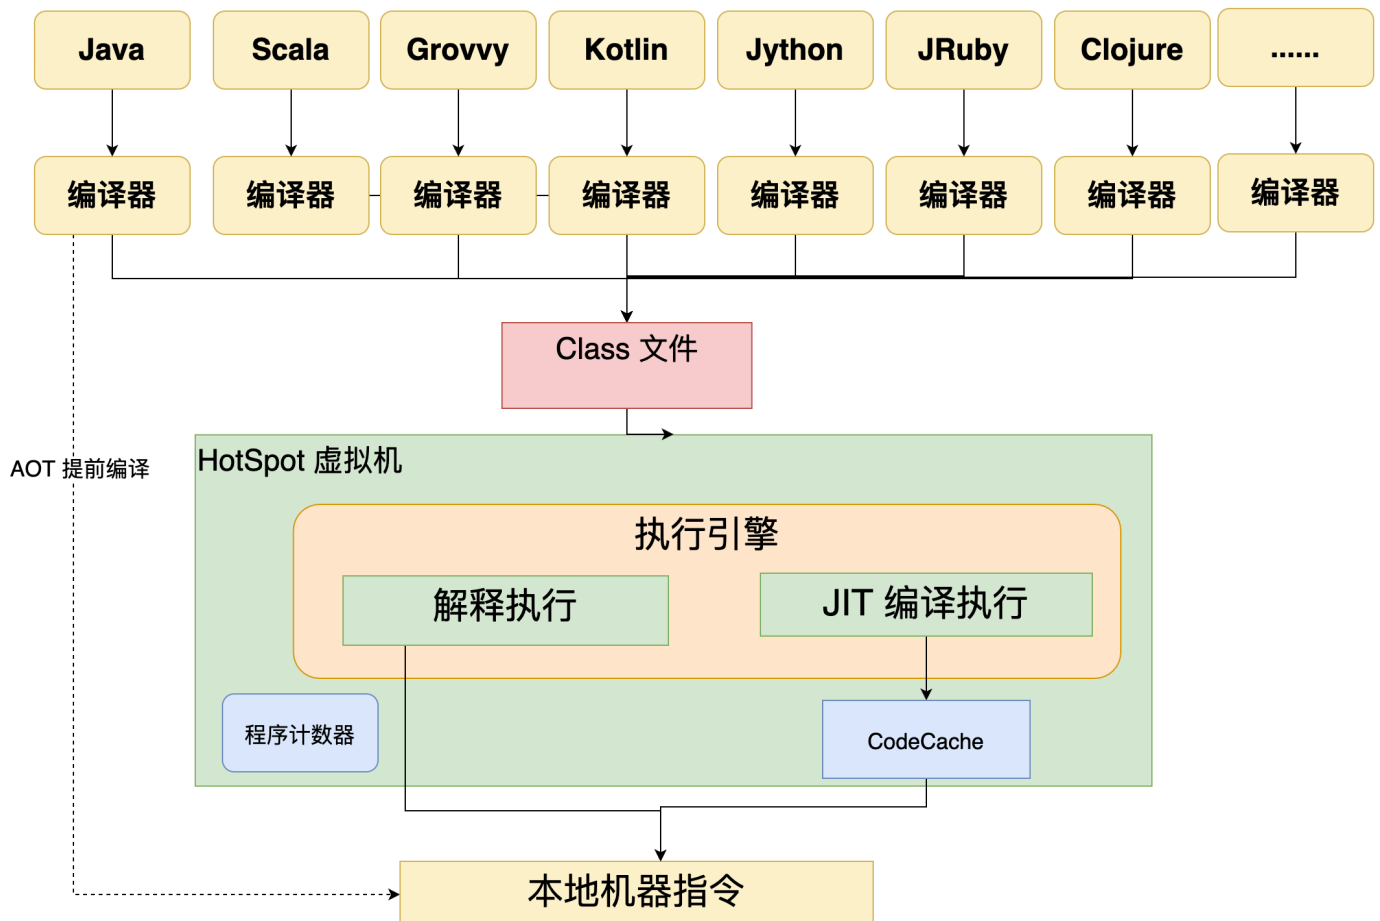 Java
Scala
Grovvy
Kotlin
Jython
JRuby
Clojure
......
编译器
编译器
编译器
编译器
编译器
编译器
编译器
编译器
Class 文件
AOT 提前编译
HotSpot 虚拟机
执行引擎
解释执行
JIT 编译执行
程序计数器
CodeCache
本地机器指令